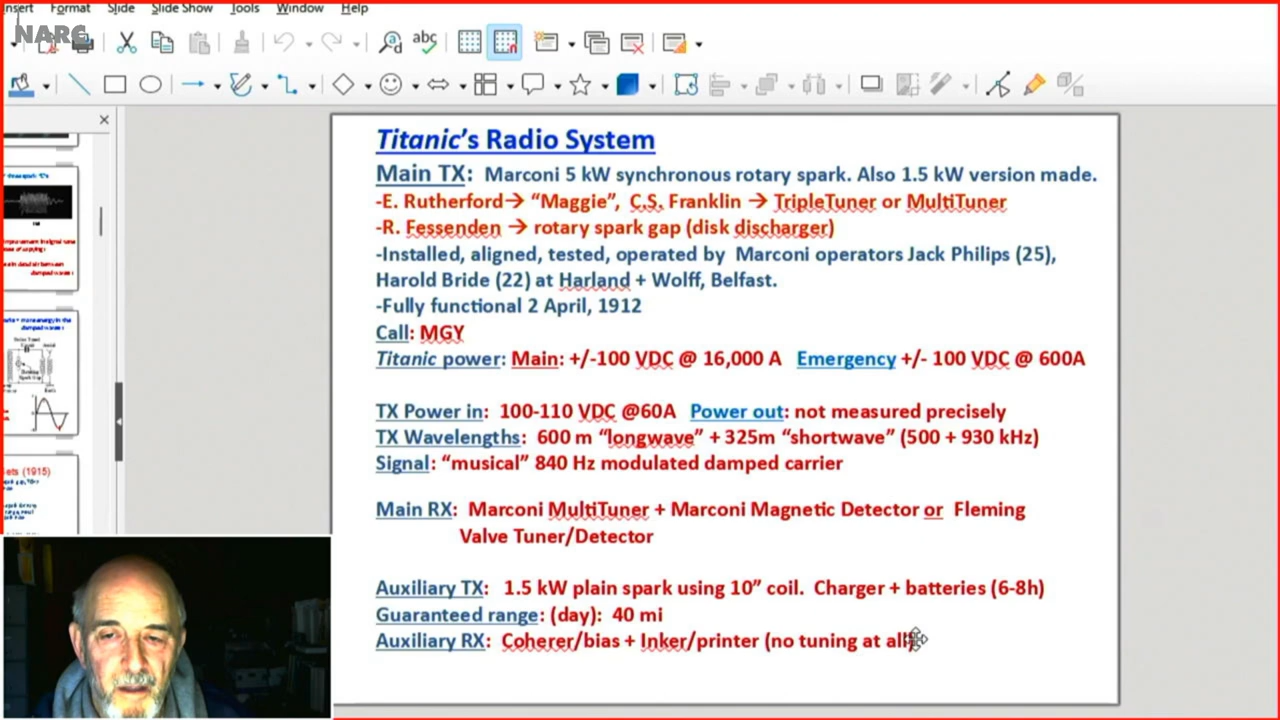 Insert Format Slide Slide Show Tools Window Help
NARC
abc
Titanic's Radio System
Main TX: Marconi 5 kW synchronous rotary spark. Also 1.5 kW version made.
-E. Rutherford→ “Maggie”, C.S. Franklin → TripleTuner or MultiTuner
-R. Fessenden → rotary spark gap (disk discharger)
-Installed, aligned, tested, operated by Marconi operators Jack Philips (25),
Harold Bride (22) at Harland + Wolff, Belfast.
-Fully functional 2 April, 1912
Call: MGY
Titanic power: Main: +/-100 VDC @ 16,000 A Emergency +/- 100 VDC @ 600A
TX Power in: 100-110 VDC @60A Power out: not measured precisely
TX Wavelengths: 600 m “longwave” + 325m “shortwave” (500 + 930 kHz)
Signal: “musical” 840 Hz modulated damped carrier
Main RX: Marconi MultiTuner + Marconi Magnetic Detector or Fleming
Valve Tuner/Detector
Auxiliary TX: 1.5 kW plain spark using 10” coil. Charger + batteries (6-8h)
Guaranteed range: (day): 40 mi
Auxiliary RX: Coherer/bias + Inker/printer (no tuning at all)
(1915)